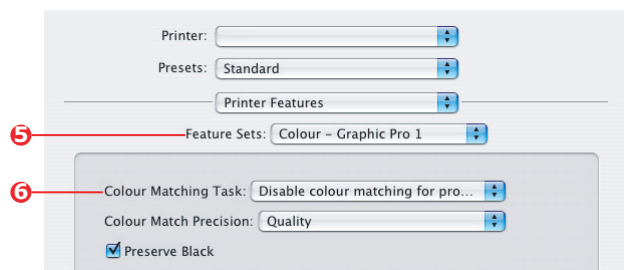 Printer:
Presets: Standard
Printer Features
5 Feature Sets: Colour – Graphic Pro 1
6 Colour Matching Task: Disable colour matching for pro...
Colour Match Precision: Quality
Preserve Black